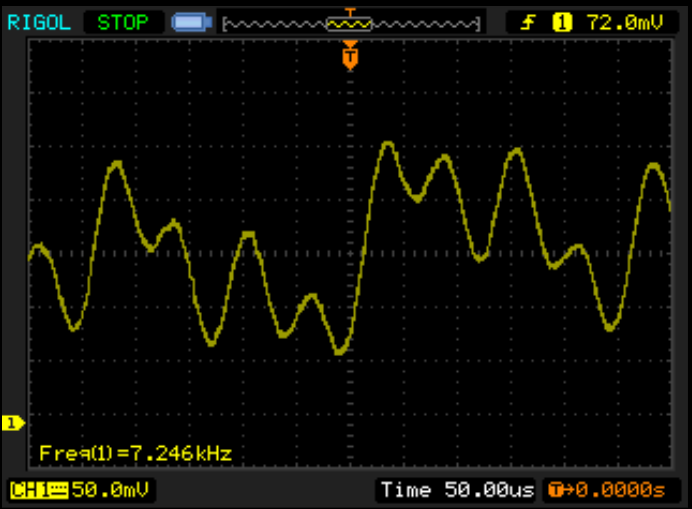 RIGOL STOP T 1 72.0mV
T
1
Freq(1)=7.246kHz
CH1 50.0mV Time 50.00us T→0.0000s